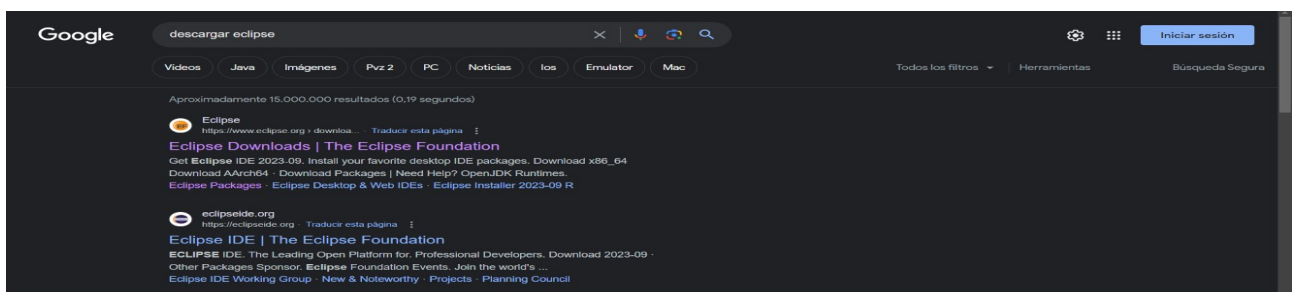 Google
descargar eclipse
Iniciar sesión
Videos Java Imágenes Pvz 2 PC Noticias Ios Emulator Mac Todos los filtros Herramientas Búsqueda Segura
Aproximadamente 15.000.000 resultados (0,19 segundos)
Eclipse
https://www.eclipse.org › downloa... · Traducir esta página
Eclipse Downloads | The Eclipse Foundation
Get Eclipse IDE 2023-09. Install your favorite desktop IDE packages. Download x86_64
Download AArch64 · Download Packages | Need Help? OpenJDK Runtimes.
Eclipse Packages · Eclipse Desktop & Web IDEs · Eclipse Installer 2023-09 R
eclipseide.org
https://eclipseide.org · Traducir esta página
Eclipse IDE | The Eclipse Foundation
ECLIPSE IDE. The Leading Open Platform for. Professional Developers. Download 2023-09 ·
Other Packages Sponsor. Eclipse Foundation Events. Join the world's ...
Eclipse IDE Working Group · New & Noteworthy · Projects · Planning Council